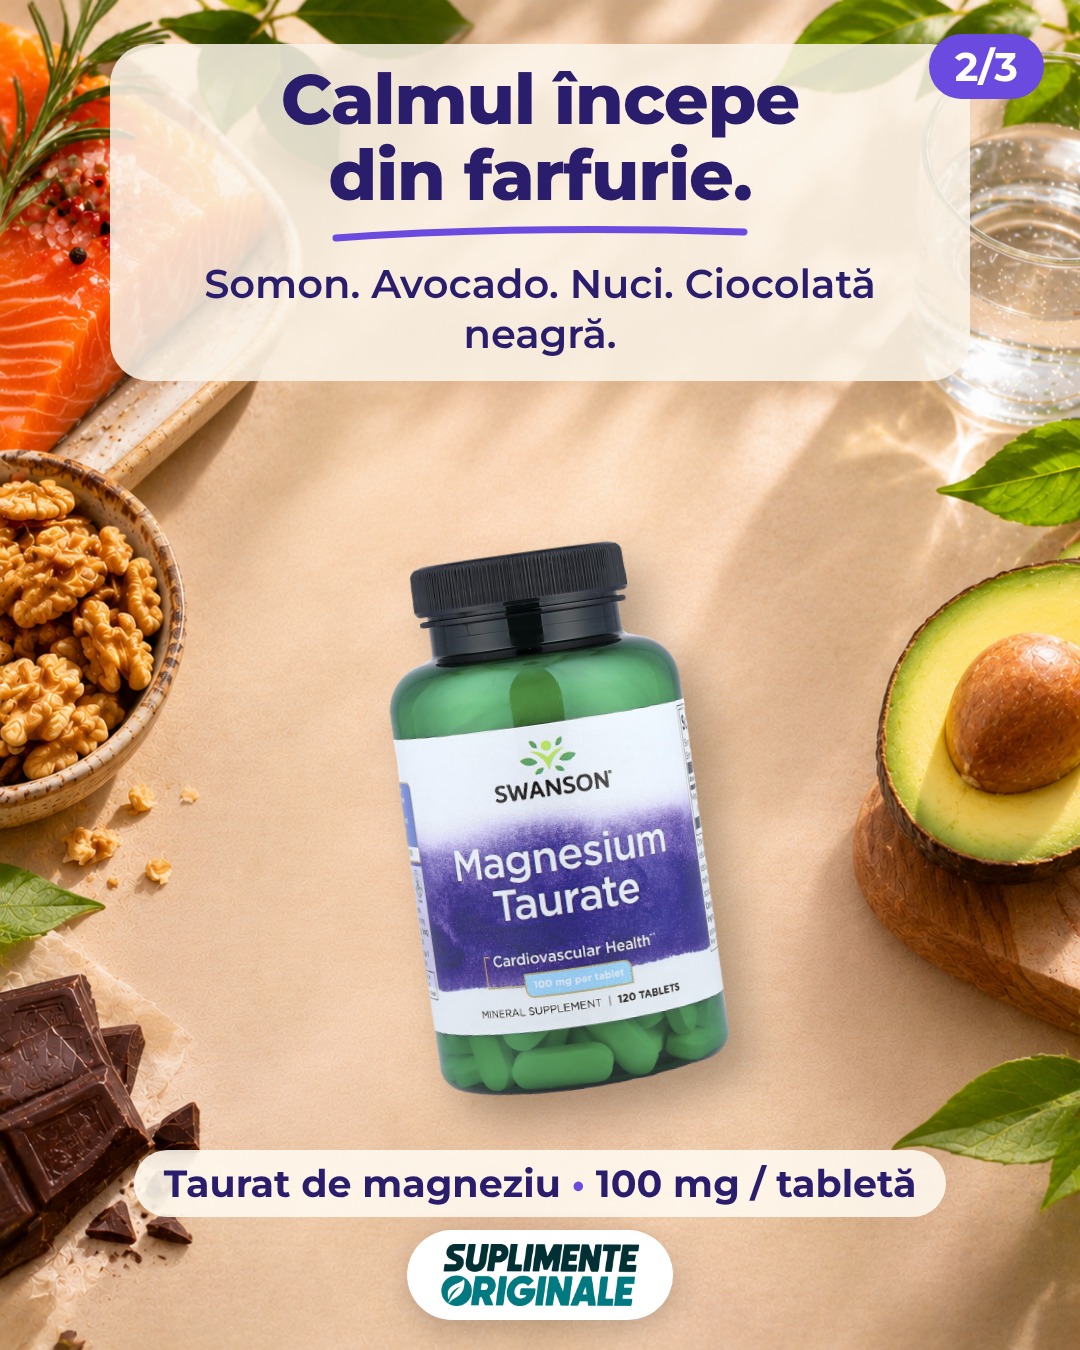 2/3
Calmul începe
din farfurie.
Somon. Avocado. Nuci. Ciocolată
neagră.
SWANSON
Magnesium
Taurate
Cardiovascular Health
100 mg per tablet
MINERAL SUPPLEMENT | 120 TABLETS
Taurat de magneziu • 100 mg / tabletă
SUPLIMENTE
ORIGINALE